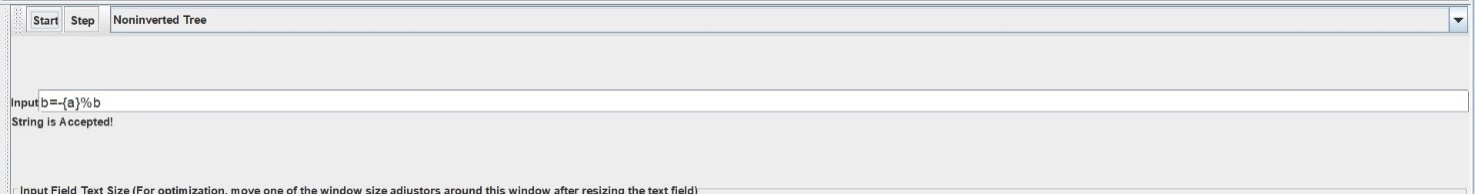 Start Step Noninverted Tree
Input b=-{a}%b
String is Accepted!
Input Field Text Size (For optimization, move one of the window size adjustors around this window after resizing the text field)